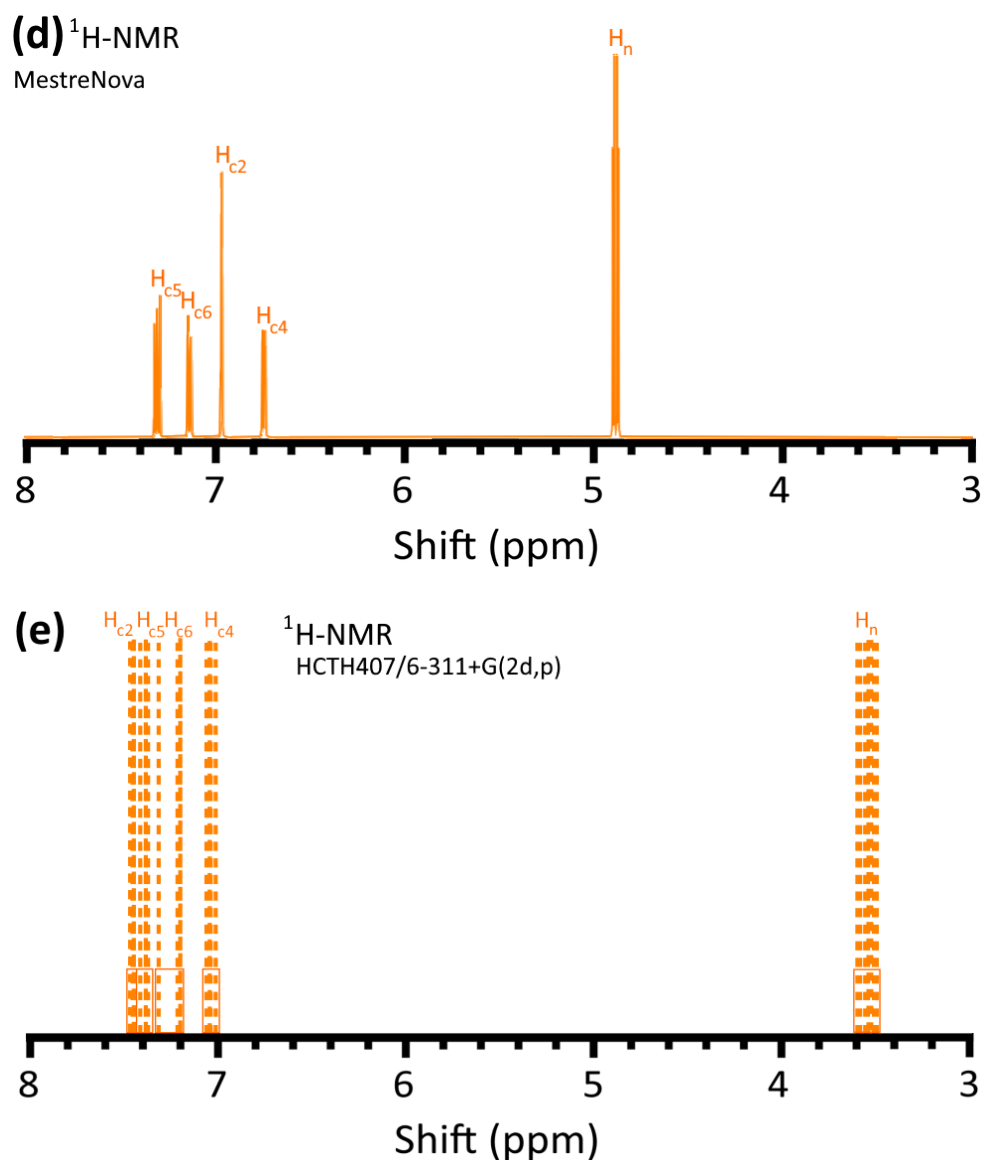 (d) ¹H-NMR
MestreNova
Hn
Hc2
Hc5
Hc6
Hc4
8 7 6 5 4 3
Shift (ppm)
(e)
Hc2 Hc5 Hc6 Hc4 Hn
¹H-NMR
HCTH407/6-311+G(2d,p)
8 7 6 5 4 3
Shift (ppm)